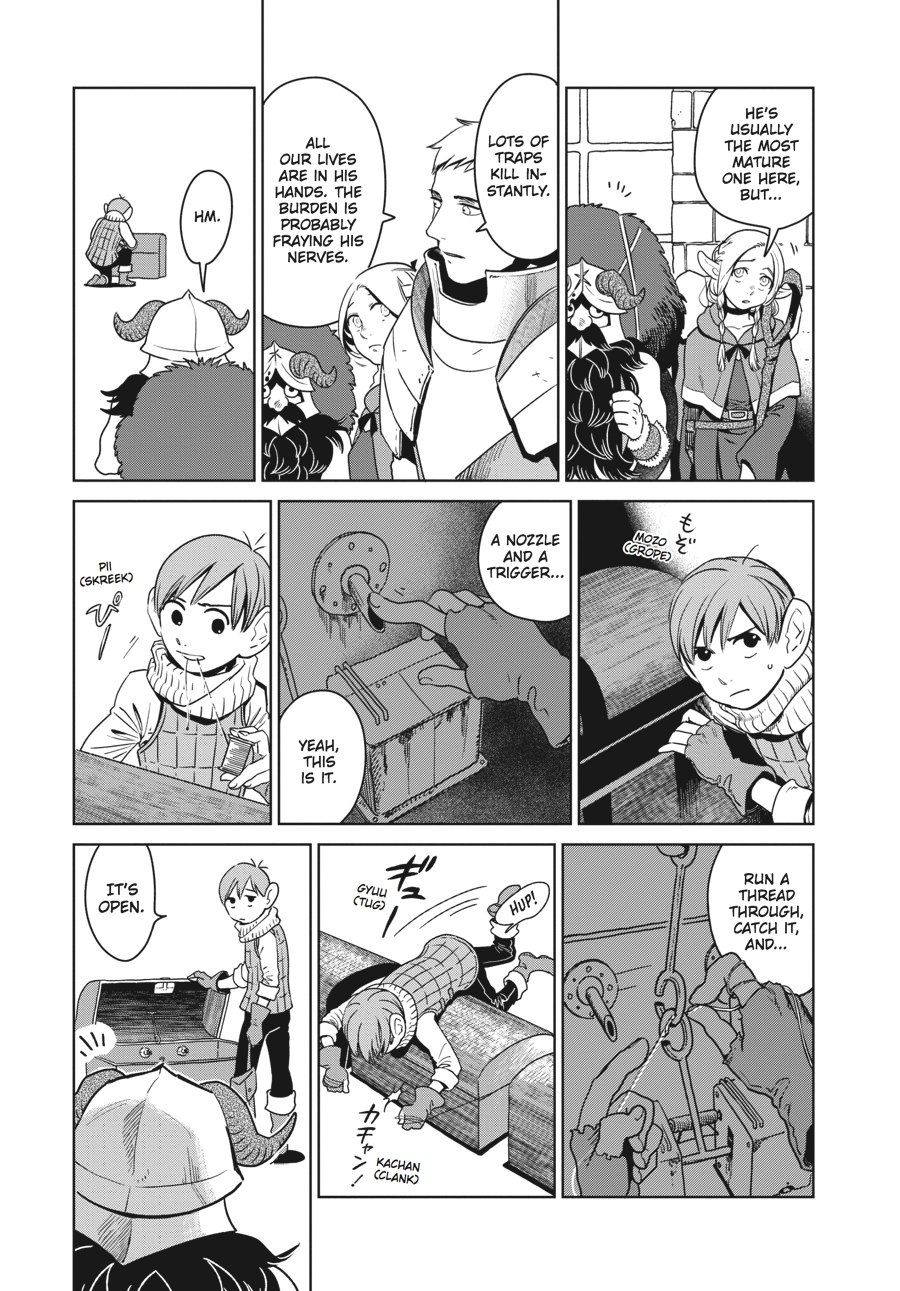 HE'S
USUALLY
THE MOST
MATURE
ONE HERE,
BUT...
LOTS OF
TRAPS
KILL IN-
STANTLY.
ALL
OUR LIVES
ARE IN HIS
HANDS. THE
BURDEN IS
PROBABLY
FRAYING HIS
NERVES.
HM.
もぞ
MOZO
(GROPE)
A NOZZLE
AND A
TRIGGER...
YEAH,
THIS
IS IT.
PII
(SKREEK)
ぴー
RUN A
THREAD
THROUGH,
CATCH IT,
AND...
HUP!
ギュー
GYUU
(TUG)
カチャン!
KACHAN
(CLANK)
IT'S
OPEN.